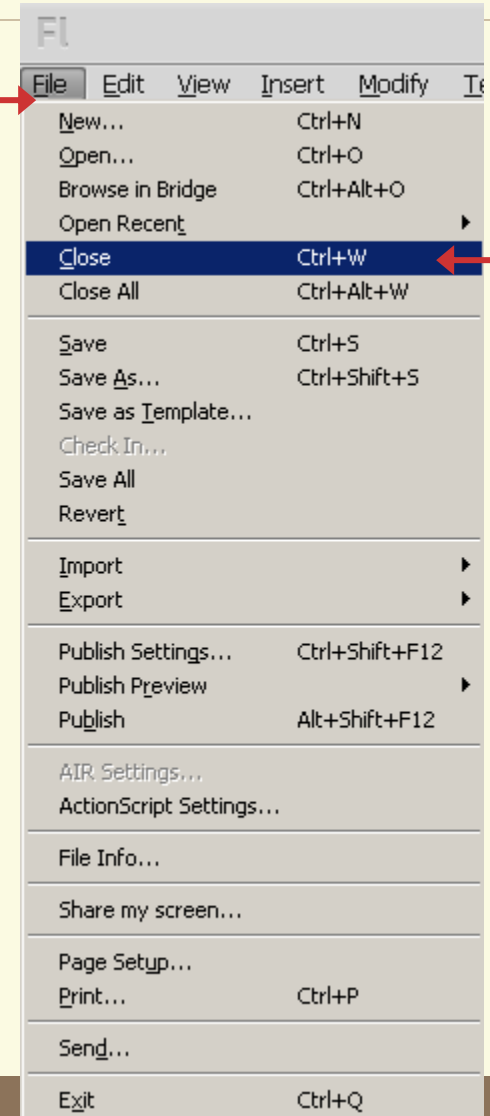 Fl
File Edit View Insert Modify Te
New... Ctrl+N
Open... Ctrl+O
Browse in Bridge Ctrl+Alt+O
Open Recent
Close Ctrl+W
Close All Ctrl+Alt+W
Save Ctrl+S
Save As... Ctrl+Shift+S
Save as Template...
Check In...
Save All
Revert
Import
Export
Publish Settings... Ctrl+Shift+F12
Publish Preview
Publish Alt+Shift+F12
AIR Settings...
ActionScript Settings...
File Info...
Share my screen...
Page Setup...
Print... Ctrl+P
Send...
Exit Ctrl+Q